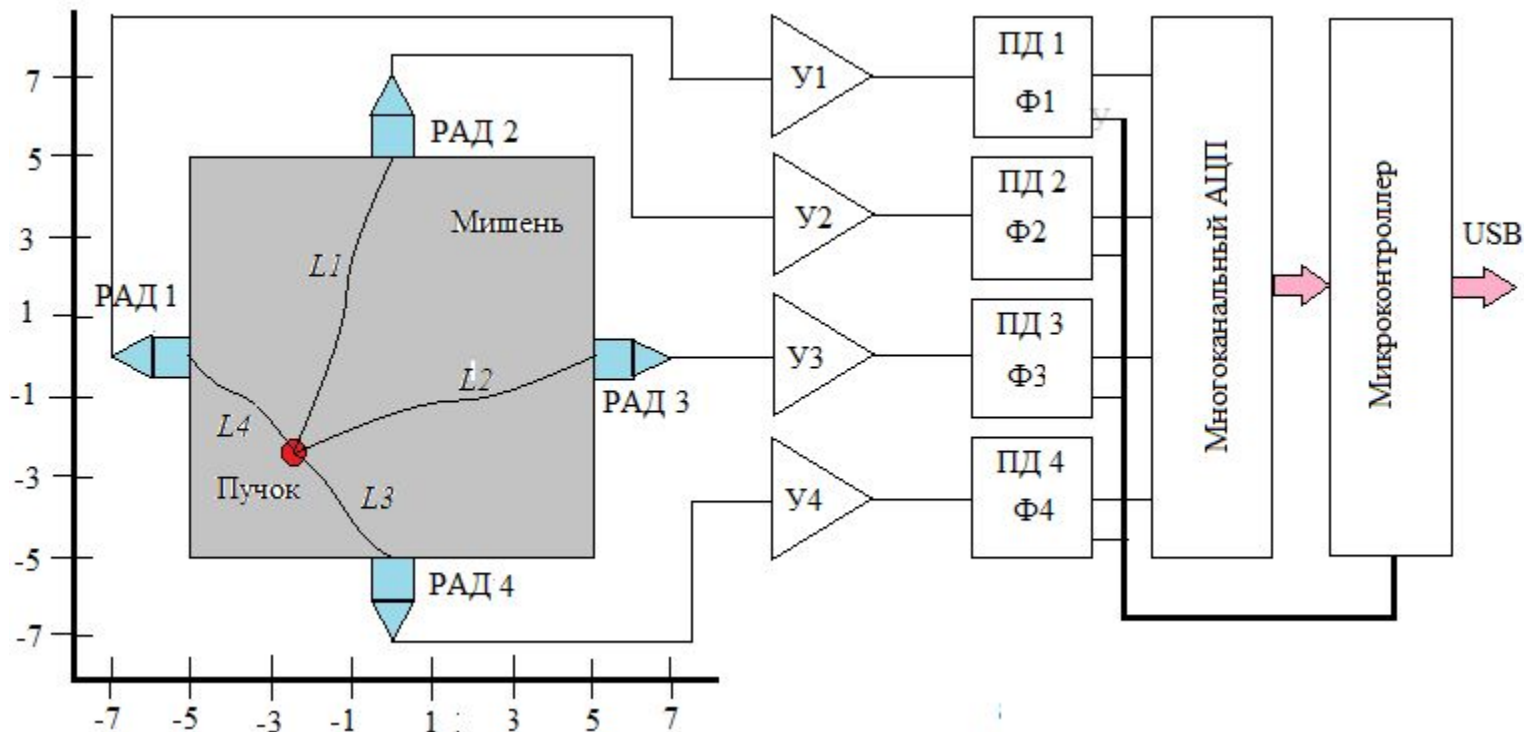 7
5
3
1
-1
-3
-5
-7
-7
-5
-3
-1
1
3
5
7
РАД 1
РАД 2
РАД 3
РАД 4
Мишень
Пучок
L1
L2
L3
L4
У1
У2
У3
У4
ПД 1
Ф1
У
ПД 2
Ф2
ПД 3
Ф3
ПД 4
Ф4
Многоканальный АЦП
Микроконтроллер
USB